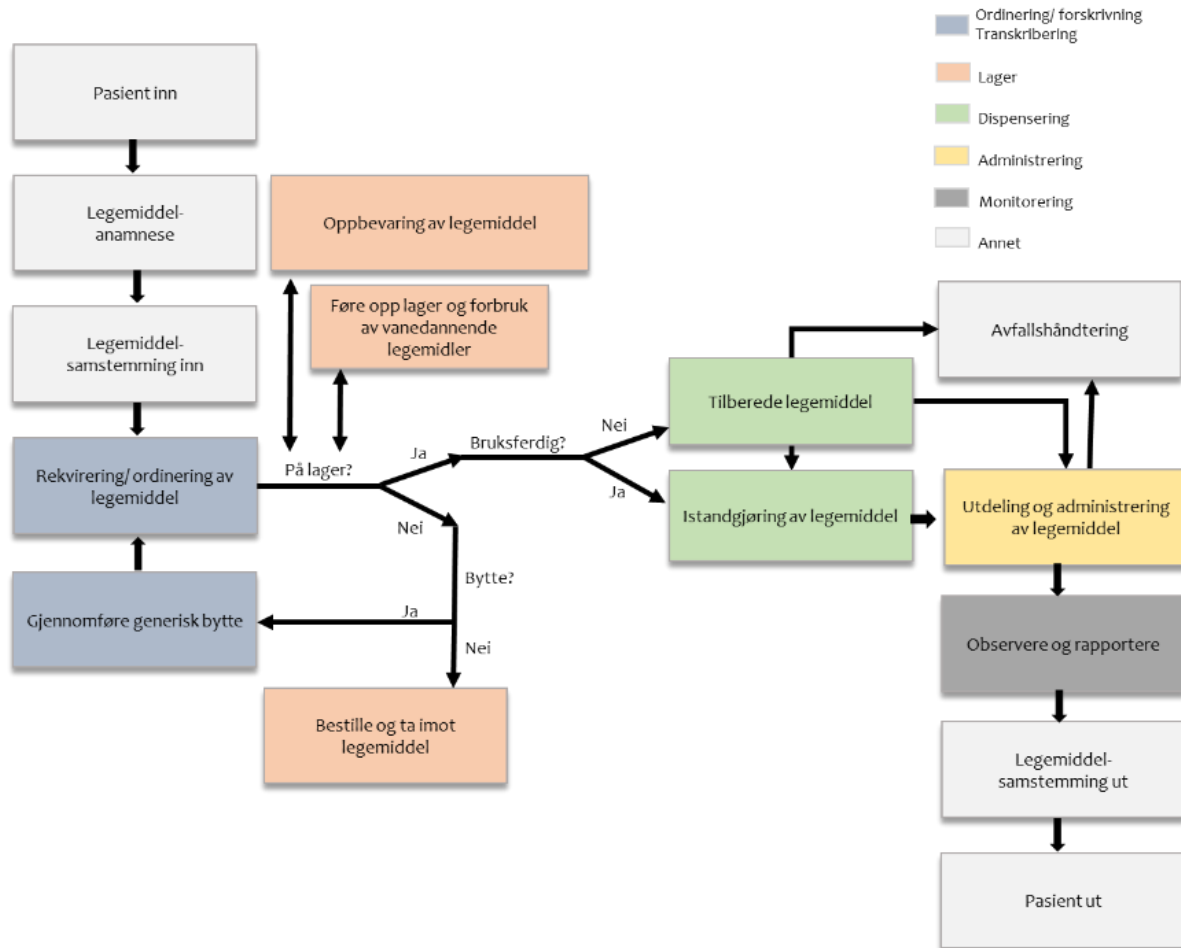 Pasient inn
Legemiddel-
anamnese
Legemiddel-
samstemming inn
Rekvirering/ ordinering av
legemiddel
Gjennomføre generisk bytte
Oppbevaring av legemiddel
Føre opp lager og forbruk
av vanedannende
legemidler
På lager?
Ja
Nei
Bruksferdig?
Nei
Ja
Bytte?
Ja
Nei
Bestille og ta imot
legemiddel
Tilberede legemiddel
Istandgjøring av legemiddel
Ordinering/ forskrivning
Transkribering
Lager
Dispensering
Administrering
Monitorering
Annet
Avfallshåndtering
Utdeling og administrering
av legemiddel
Observere og rapportere
Legemiddel-
samstemming ut
Pasient ut